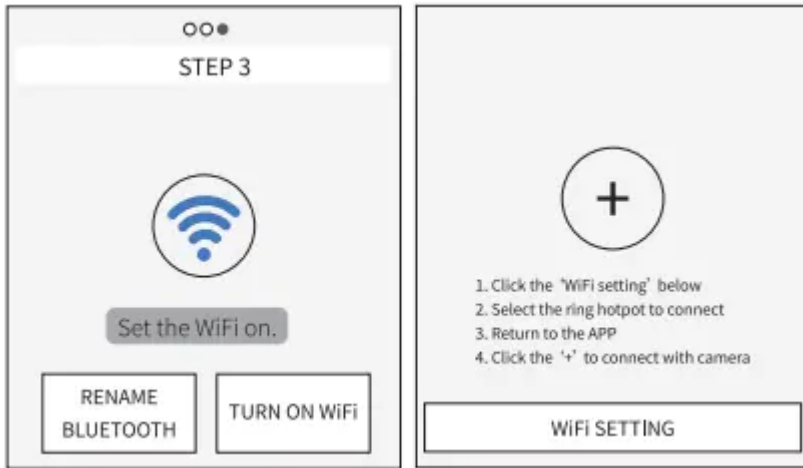 STEP 3
Set the WiFi on.
RENAME
BLUETOOTH
TURN ON WiFi
+
1. Click the ‘WiFi setting’ below
2. Select the ring hotpot to connect
3. Return to the APP
4. Click the ‘+’ to connect with camera
WiFi SETTING